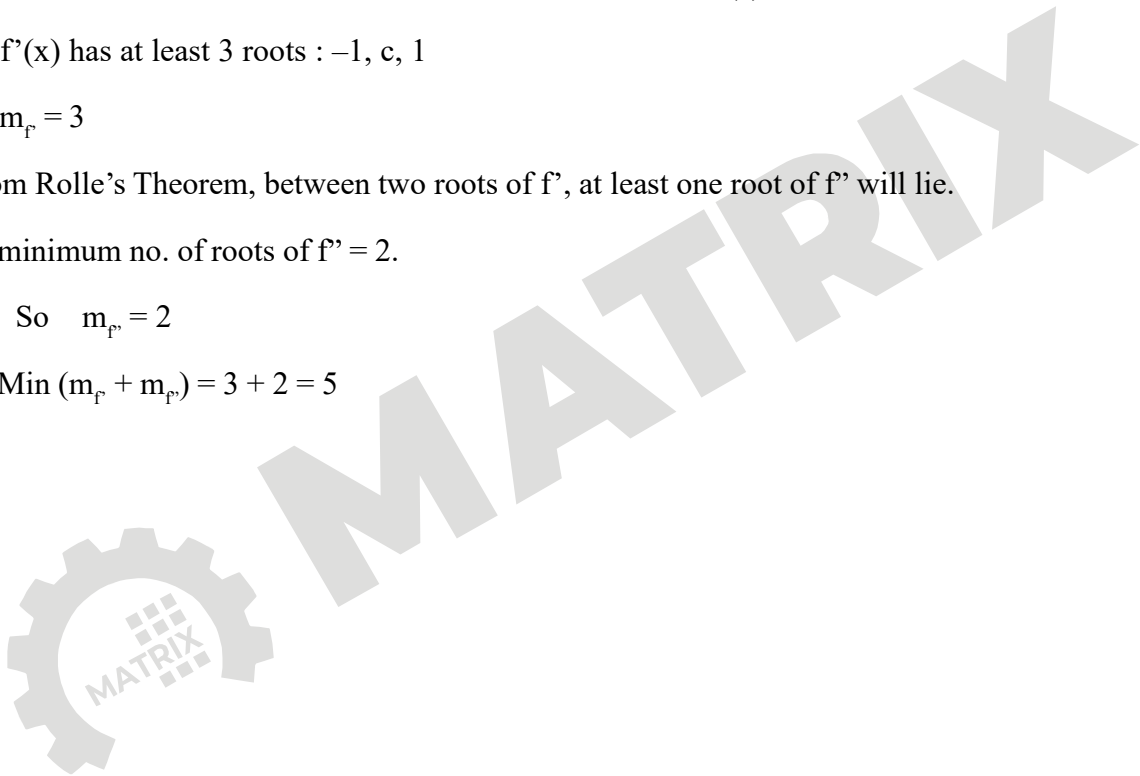 f’(x) has at least 3 roots : –1, c, 1
m_f’ = 3
om Rolle’s Theorem, between two roots of f’, at least one root of f” will lie.
minimum no. of roots of f” = 2.
So m_f” = 2
Min (m_f’ + m_f”) = 3 + 2 = 5
MATRIX
MATRIX